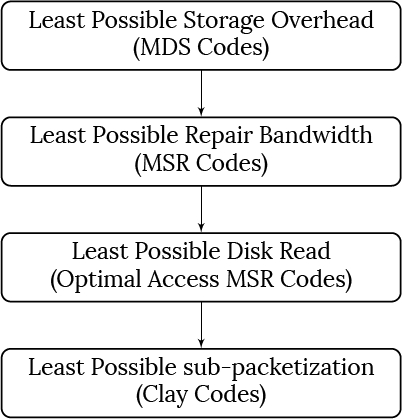 Least Possible Storage Overhead
(MDS Codes)
Least Possible Repair Bandwidth
(MSR Codes)
Least Possible Disk Read
(Optimal Access MSR Codes)
Least Possible sub-packetization
(Clay Codes)